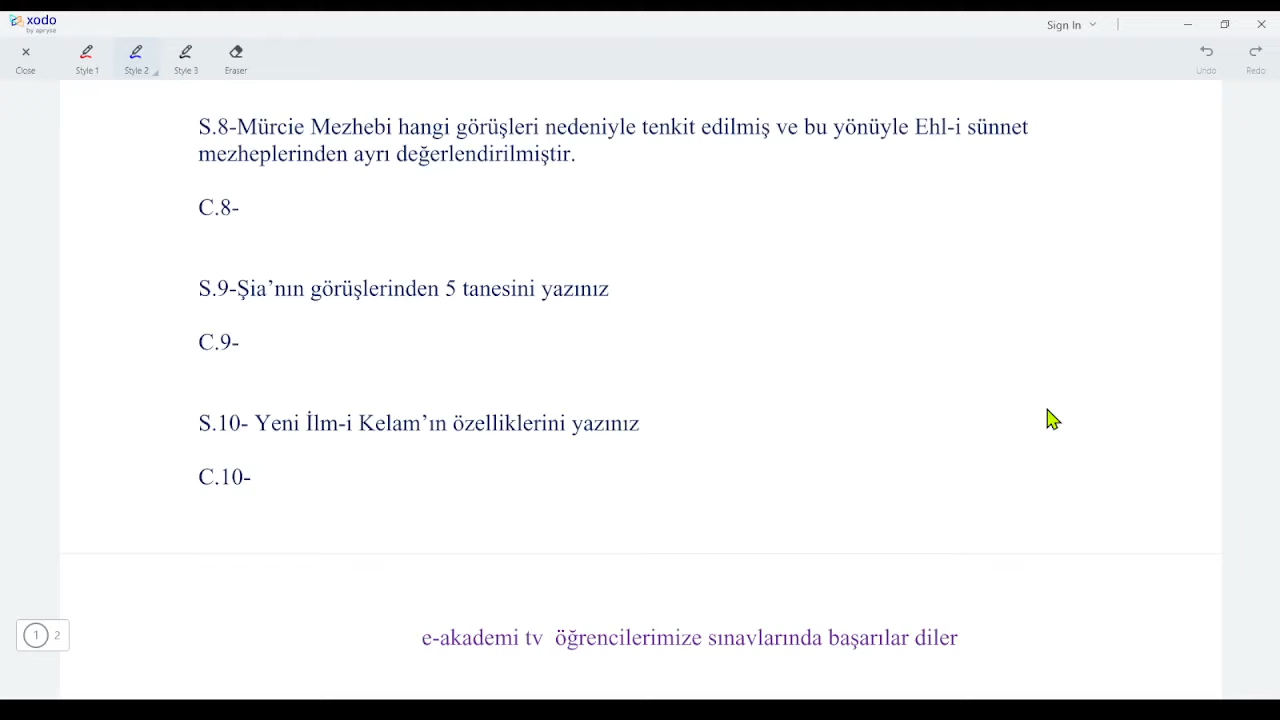 xodo
by apryse
Sign In
Close
Style 1
Style 2
Style 3
Eraser
Undo
Redo
S.8-Mürcie Mezhebi hangi görüşleri nedeniyle tenkit edilmiş ve bu yönüyle Ehl-i sünnet
mezheplerinden ayrı değerlendirilmiştir.
C.8-
S.9-Şia’nın görüşlerinden 5 tanesini yazınız
C.9-
S.10- Yeni İlm-i Kelam’ın özelliklerini yazınız
C.10-
1 2
e-akademi tv öğrencilerimize sınavlarında başarılar diler